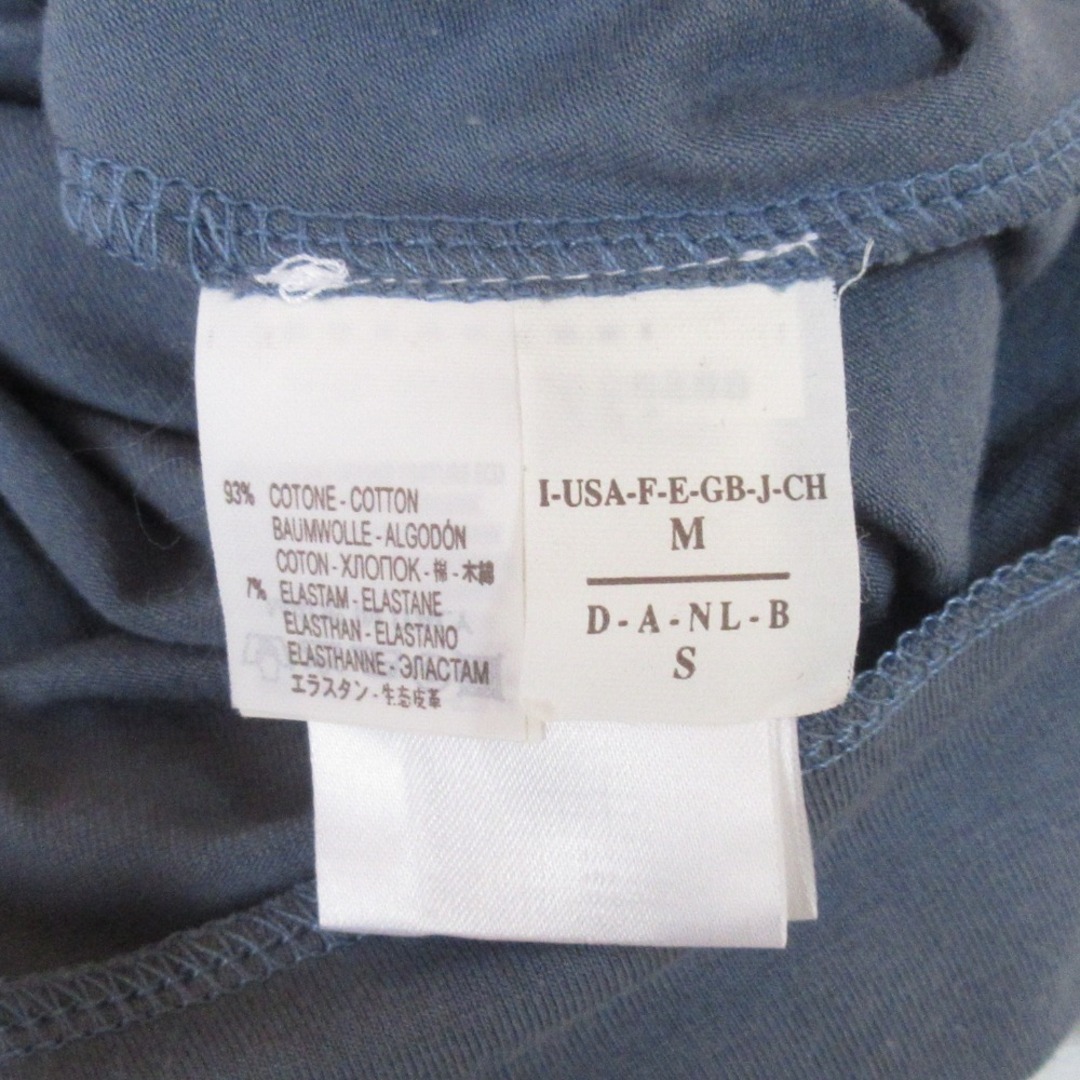 93% COTONE - COTTON
BAUMWOLLE - ALGODÓN
COTON - ХЛОПОК - 棉 - 木綿
7% ELASTAM - ELASTANE
ELASTHAN - ELASTANO
ELASTHANNE - ЭЛАСТАМ
エラスタン - 生态皮革
I-USA-F-E-GB-J-CH
M
D - A - NL - B
S